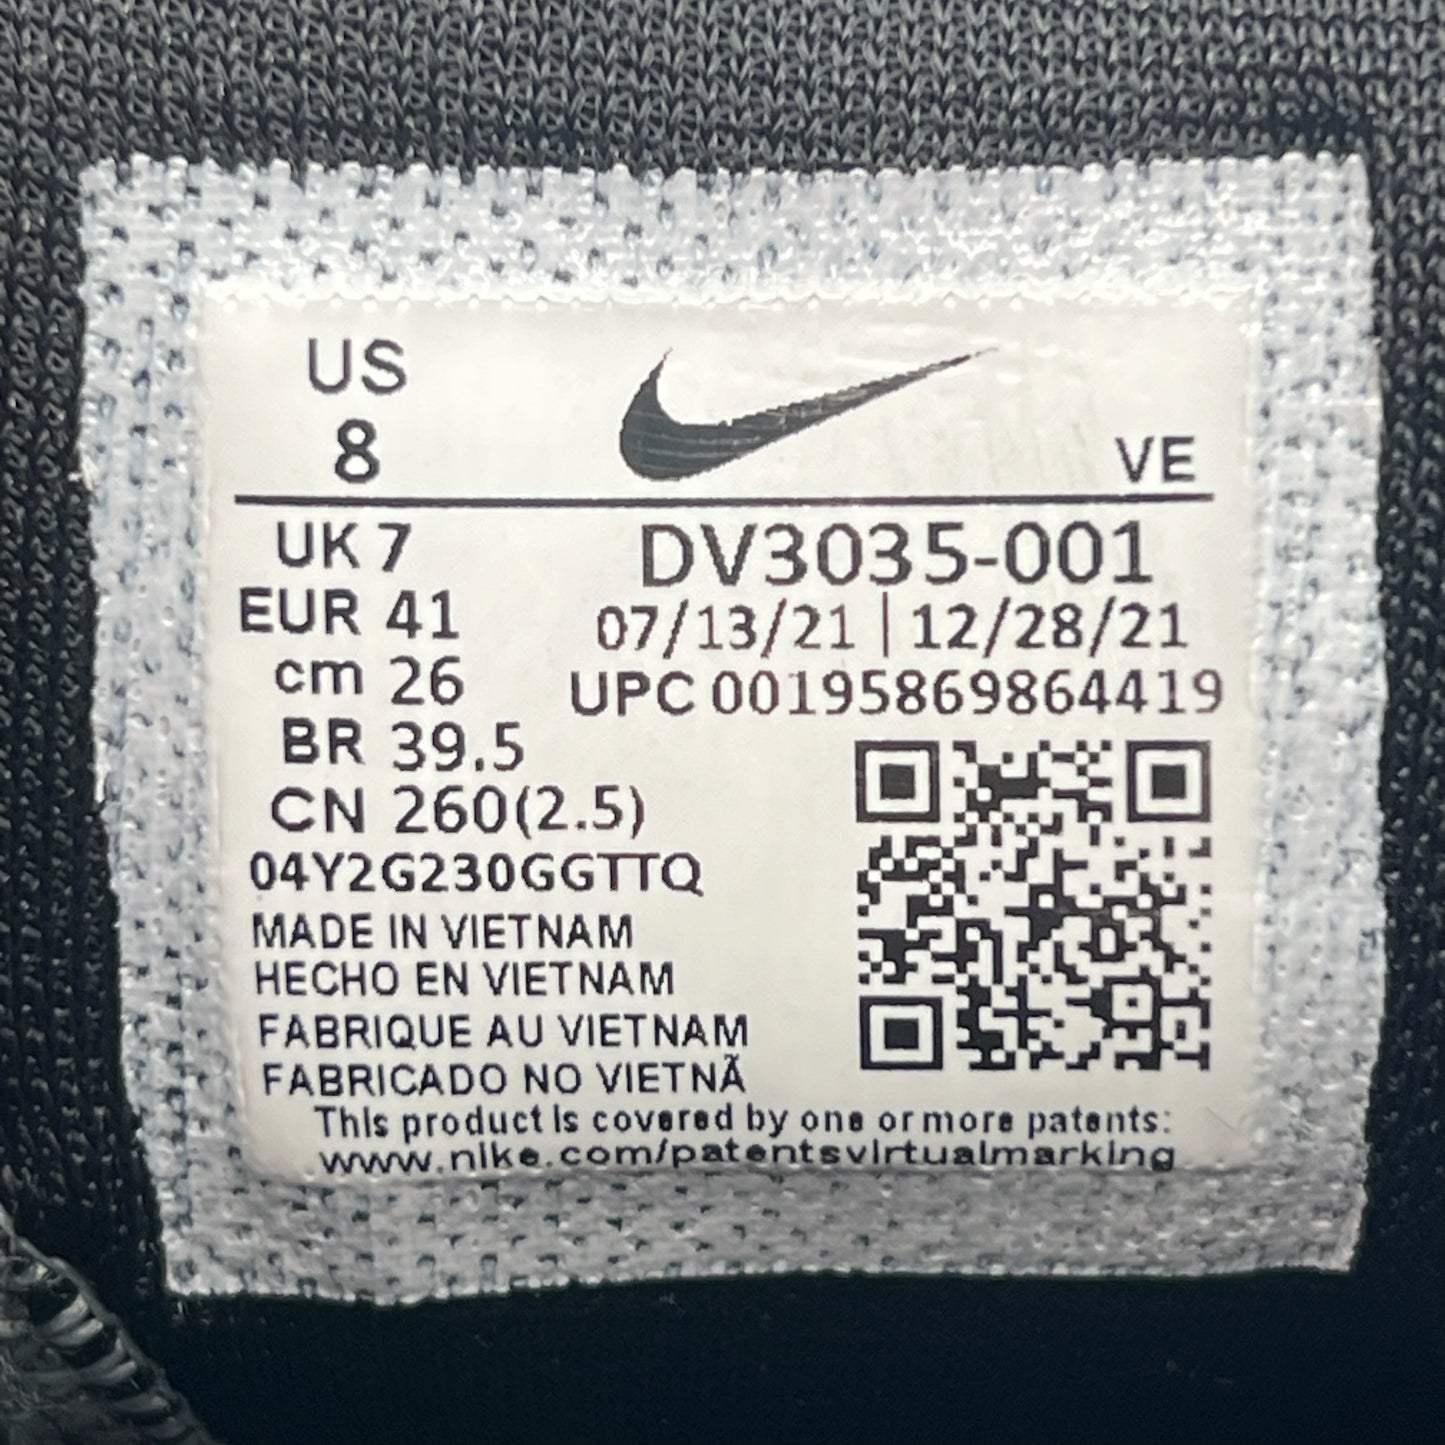 US
8
VE
UK 7
EUR 41
cm 26
BR 39.5
CN 260(2.5)
DV3035-001
07/13/21 | 12/28/21
UPC 00195869864419
04Y2G230GGTTQ
MADE IN VIETNAM
HECHO EN VIETNAM
FABRIQUE AU VIETNAM
FABRICADO NO VIETNÃ
This product is covered by one or more patents:
www.nike.com/patentsvirtualmarking